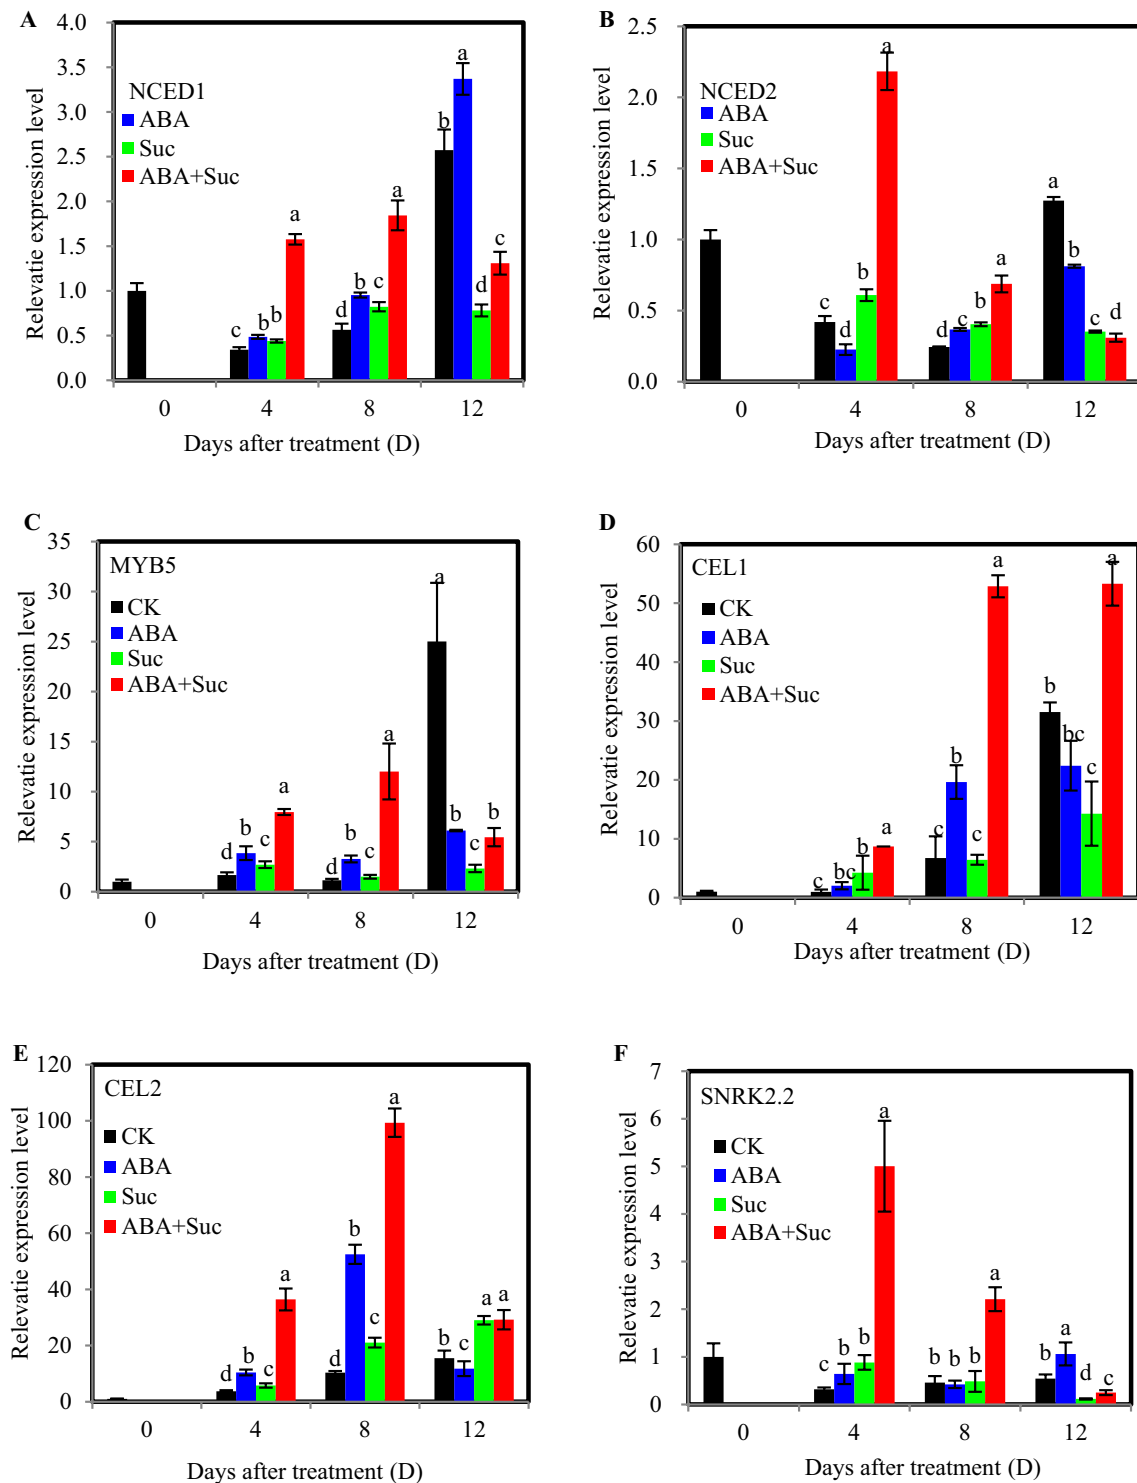 A
4.0
3.5
3.0
2.5
2.0
1.5
1.0
0.5
0.0
Relevatie expression level
NCED1
ABA
Suc
ABA+Suc
c b b a
d b c a
b a d c
0 4 8 12
Days after treatment (D)
B
2.5
2.0
1.5
1.0
0.5
0.0
Relevatie expression level
NCED2
ABA
Suc
ABA+Suc
c d b a
d c b a
a b c d
0 4 8 12
Days after treatment (D)
C
35
30
25
20
15
10
5
0
Relevatie expression level
MYB5
CK
ABA
Suc
ABA+Suc
d b c a
d b c a
a b c b
0 4 8 12
Days after treatment (D)
D
60
50
40
30
20
10
0
Relevatie expression level
CEL1
CK
ABA
Suc
ABA+Suc
c bc b a
c b c a
b bc c a
0 4 8 12
Days after treatment (D)
E
120
100
80
60
40
20
0
Relevatie expression level
CEL2
CK
ABA
Suc
ABA+Suc
d b c a
d b c a
b c a a
0 4 8 12
Days after treatment (D)
F
7
6
5
4
3
2
1
0
Relevatie expression level
SNRK2.2
CK
ABA
Suc
ABA+Suc
c b b a
b b b a
b a d c
0 4 8 12
Days after treatment (D)